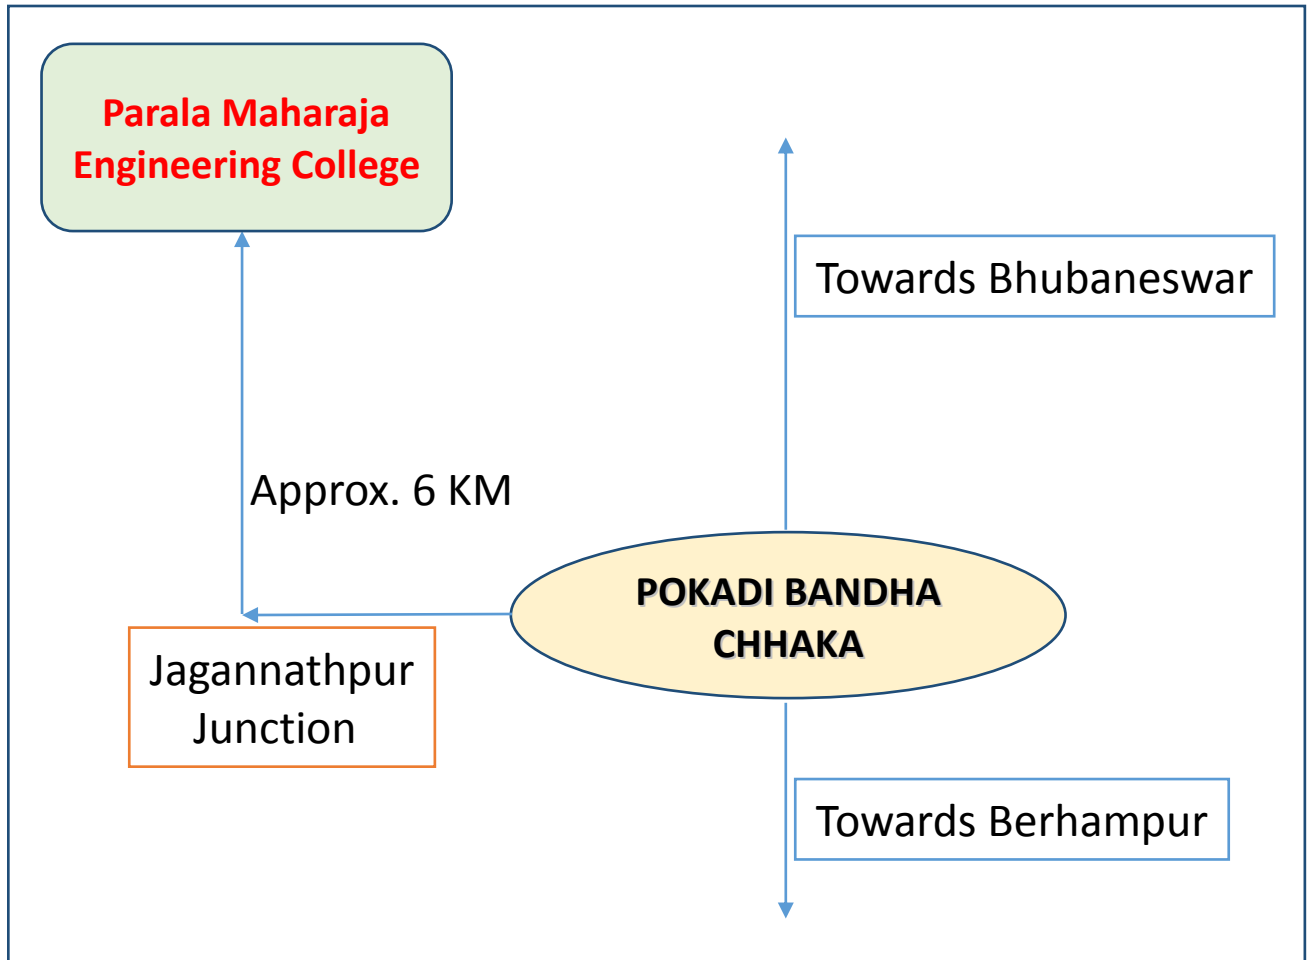 Parala Maharaja
Engineering College
Towards Bhubaneswar
Approx. 6 KM
POKADI BANDHA
CHHAKA
Jagannathpur
Junction
Towards Berhampur